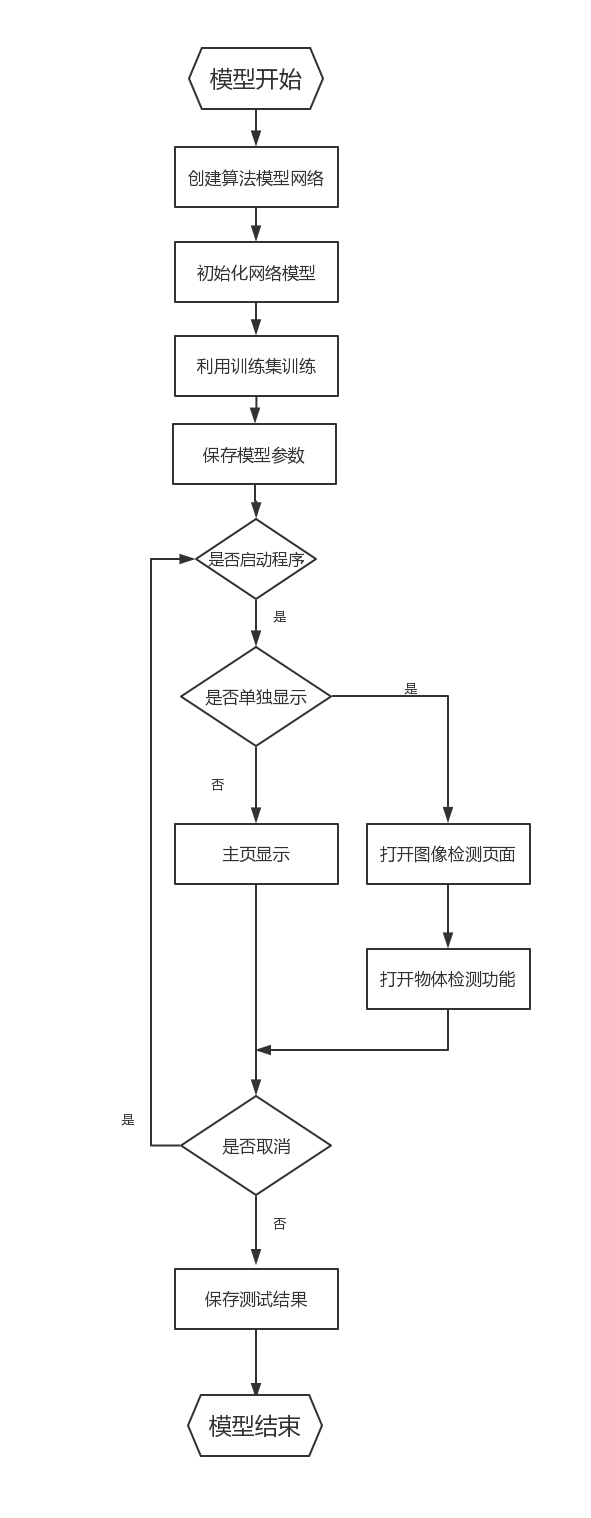 模型开始
创建算法模型网络
初始化网络模型
利用训练集训练
保存模型参数
是否启动程序
是
是否单独显示
是
否
主页显示
打开图像检测页面
打开物体检测功能
是
是否取消
否
保存测试结果
模型结束